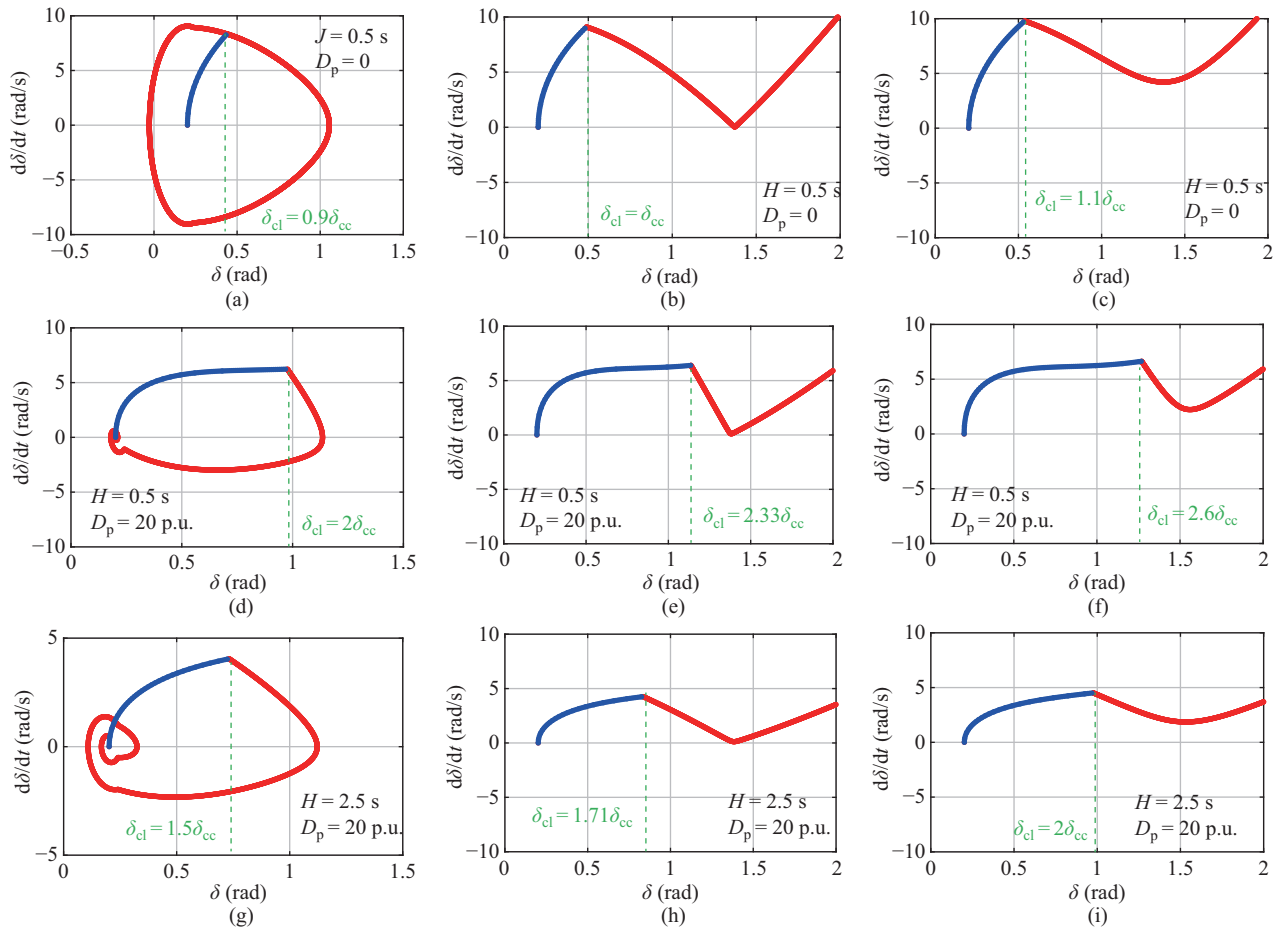 10
5
0
−5
−10
dδ/dt (rad/s)
J = 0.5 s
D_p = 0
δ_cl = 0.9δ_cc
−0.5
0
0.5
1.0
1.5
δ (rad)
(a)
10
5
0
−5
10
dδ/dt (rad/s)
H = 0.5 s
D_p = 0
δ_cl = δ_cc
0
0.5
1
1.5
2
δ (rad)
(b)
10
5
0
−5
−10
dδ/dt (rad/s)
δ_cl = 1.1δ_cc
H = 0.5 s
D_p = 0
0
0.5
1
1.5
2
δ (rad)
(c)
10
5
0
−5
−10
dδ/dt (rad/s)
H = 0.5 s
D_p = 20 p.u.
δ_cl = 2δ_cc
0
0.5
1
1.5
δ (rad)
(d)
10
5
0
−5
−10
dδ/dt (rad/s)
H = 0.5 s
D_p = 20 p.u.
δ_cl = 2.33δ_cc
0
0.5
1
1.5
2
δ (rad)
(e)
10
5
0
−5
−10
dδ/dt (rad/s)
H = 0.5 s
D_p = 20 p.u.
δ_cl = 2.6δ_cc
0
0.5
1
1.5
2
δ (rad)
(f)
5
0
5
dδ/dt (rad/s)
H = 2.5 s
D_p = 20 p.u.
δ_cl = 1.5δ_cc
0
0.5
1
1.5
δ (rad)
(g)
10
5
0
−5
−10
dδ/dt (rad/s)
δ_cl = 1.71δ_cc
H = 2.5 s
D_p = 20 p.u.
0
0.5
1
1.5
2
δ (rad)
(h)
10
5
0
−5
−10
dδ/dt (rad/s)
H = 2.5 s
D_p = 20 p.u.
δ_cl = 2δ_cc
0
0.5
1
1.5
2
δ (rad)
(i)